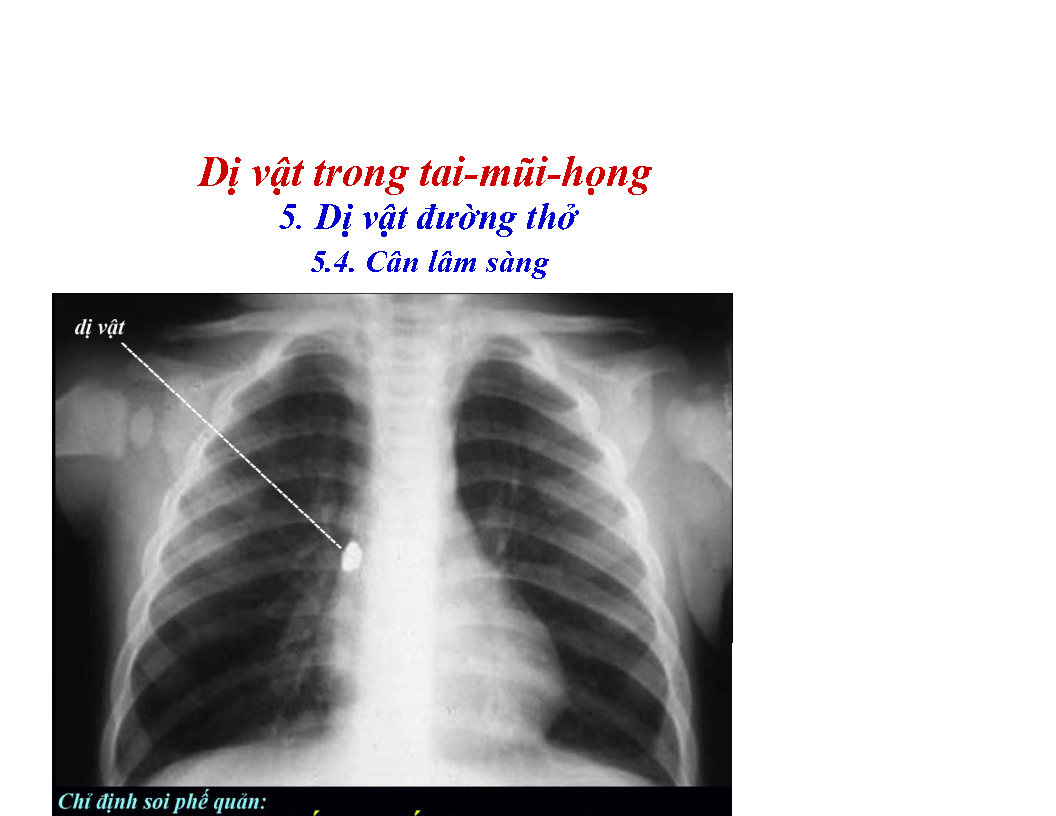 Dị vật trong tai-mũi-họng
5. Dị vật đường thở
5.4. Cân lâm sàng
dị vật
Chỉ định soi phế quản: